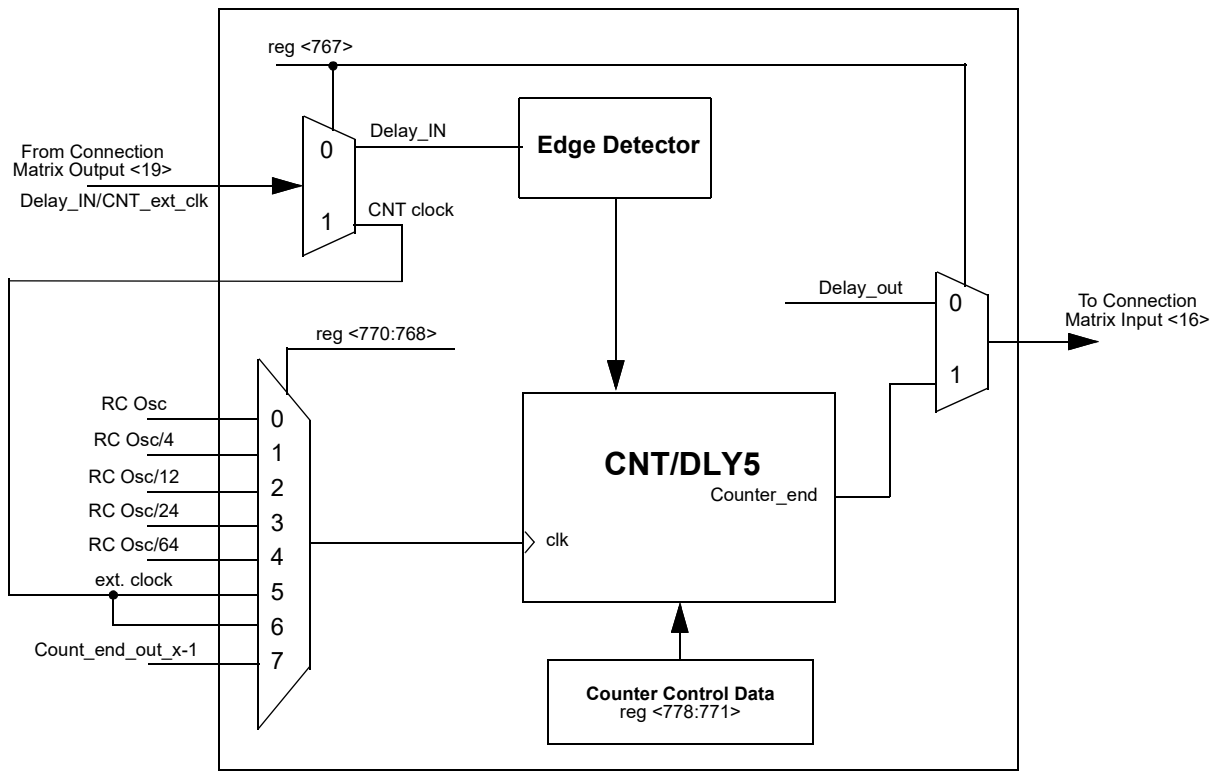 reg <767>
0
Delay_IN
Edge Detector
From Connection
Matrix Output <19>
Delay_IN/CNT_ext_clk
1
CNT clock
Delay_out
0
To Connection
Matrix Input <16>
reg <770:768>
1
RC Osc
0
RC Osc/4
1
CNT/DLY5
RC Osc/12
2
Counter_end
RC Osc/24
3
RC Osc/64
4
clk
ext. clock
5
6
Count_end_out_x-1
7
Counter Control Data
reg <778:771>